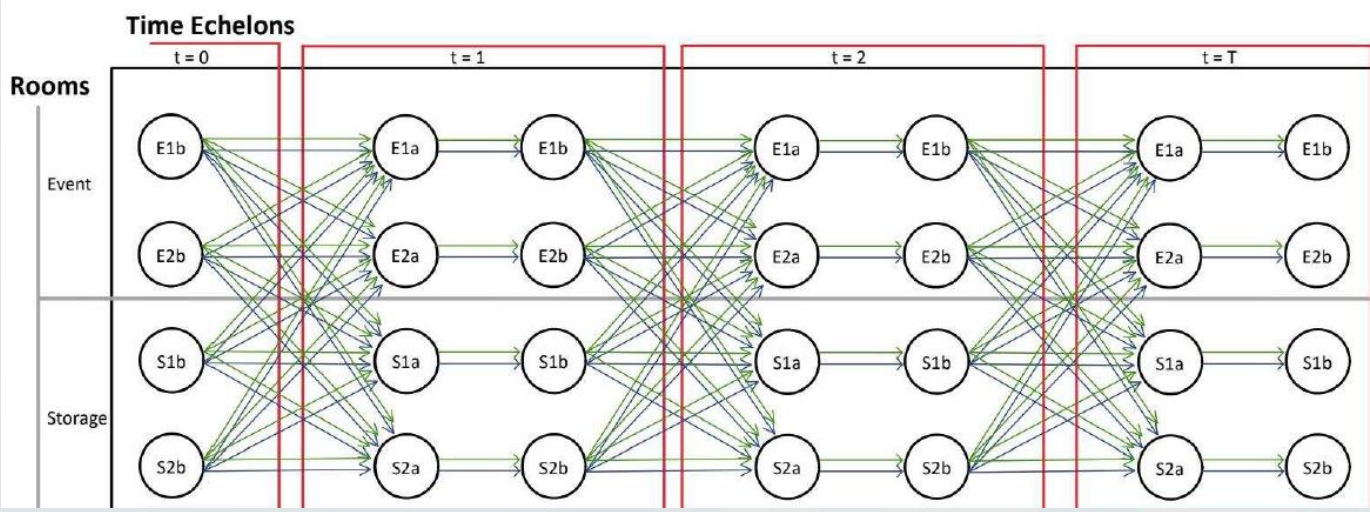 Time Echelons
t = 0 t = 1 t = 2 t = T
Rooms
E1b E1a E1b E1a E1b E1a E1b
Event
E2b E2a E2b E2a E2b E2a E2b
S1b S1a S1b S1a S1b S1a S1b
Storage
S2b S2a S2b S2a S2b S2a S2b